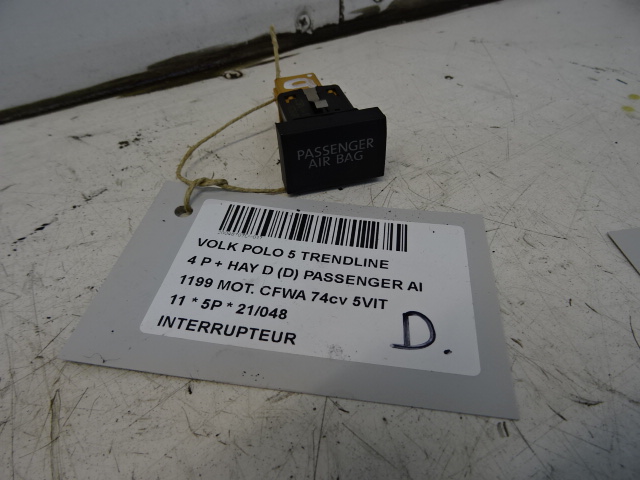 PASSENGER
AIR BAG
VOLK POLO 5 TRENDLINE
4 P + HAY D (D) PASSENGER AI
1199 MOT. CFWA 74cv 5VIT
11 * 5P * 21/048
INTERRUPTEUR
D.